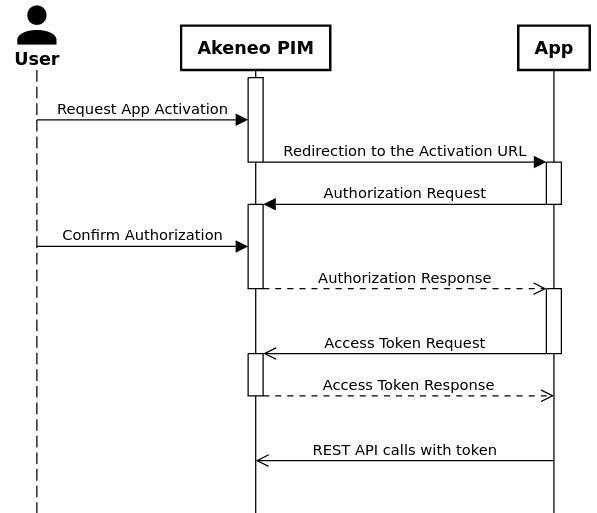 User
Akeneo PIM
App
Request App Activation
Redirection to the Activation URL
Authorization Request
Confirm Authorization
Authorization Response
Access Token Request
Access Token Response
REST API calls with token